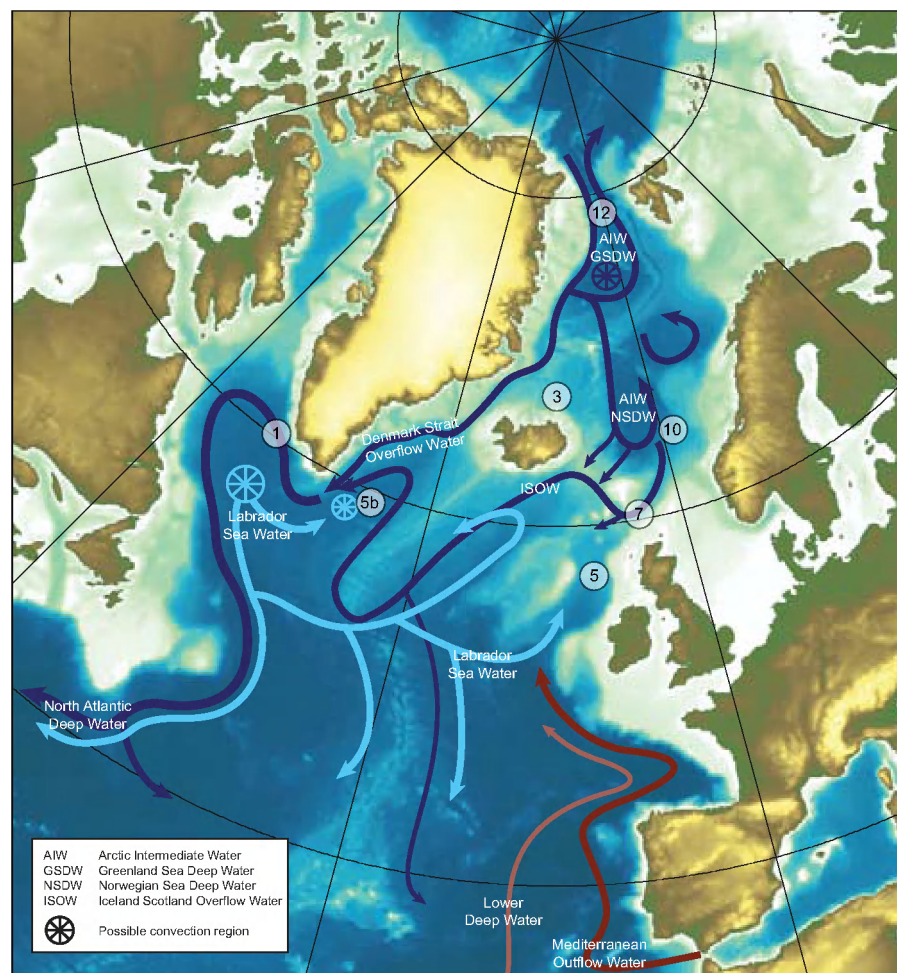 12
AIW
GSDW
3
AIW
NSDW
10
1
Denmark Strait
Overflow Water
ISOW
5b
7
Labrador
Sea Water
5
Labrador
Sea Water
North Atlantic
Deep Water
Lower
Deep Water
Mediterranean
Outflow Water
AIW Arctic Intermediate Water
GSDW Greenland Sea Deep Water
NSDW Norwegian Sea Deep Water
ISOW Iceland Scotland Overflow Water
Possible convection region